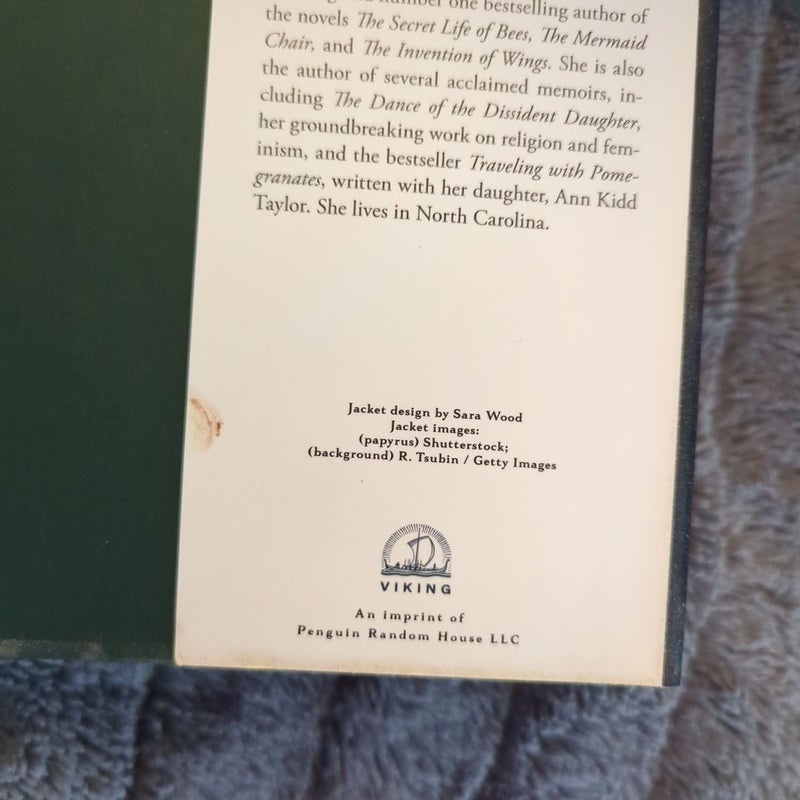 number one bestselling author of
the novels The Secret Life of Bees, The Mermaid
Chair, and The Invention of Wings. She is also
the author of several acclaimed memoirs, in-
cluding The Dance of the Dissident Daughter,
her groundbreaking work on religion and fem-
inism, and the bestseller Traveling with Pome-
granates, written with her daughter, Ann Kidd
Taylor. She lives in North Carolina.
Jacket design by Sara Wood
Jacket images:
(papyrus) Shutterstock;
(background) R. Tsubin / Getty Images
VIKING
An imprint of
Penguin Random House LLC